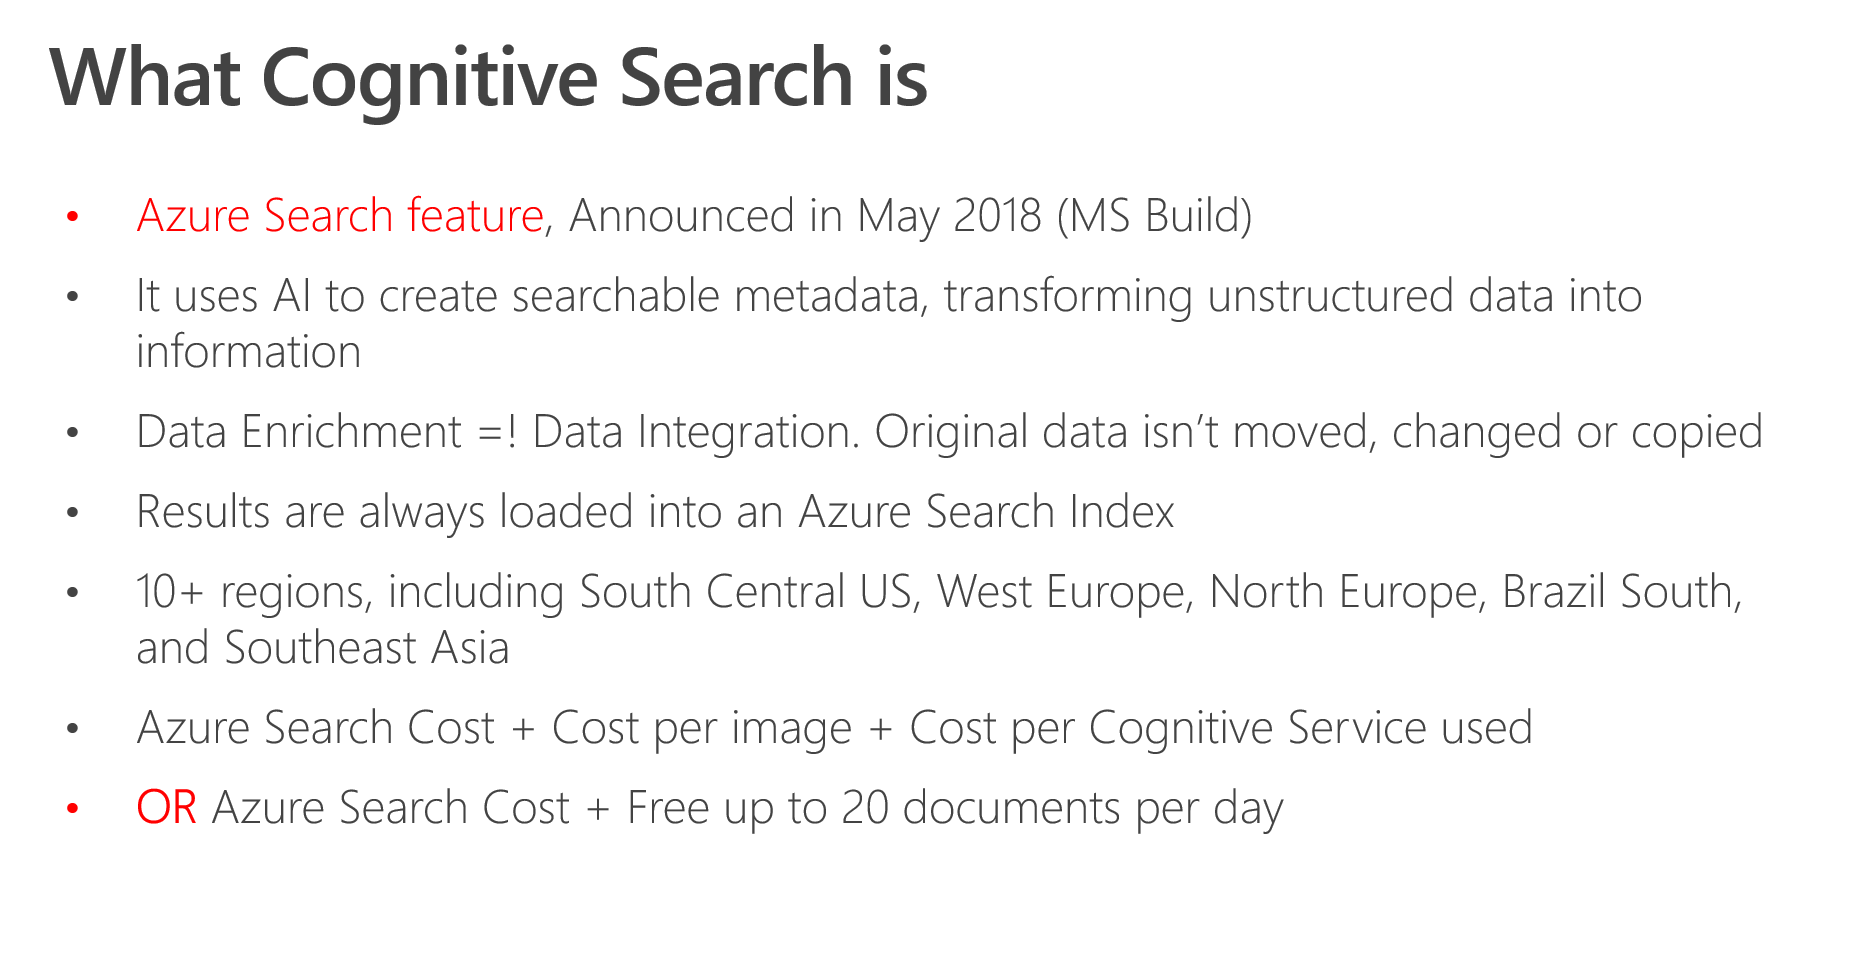 What Cognitive Search is
• Azure Search feature, Announced in May 2018 (MS Build)
• It uses AI to create searchable metadata, transforming unstructured data into
information
• Data Enrichment =! Data Integration. Original data isn’t moved, changed or copied
• Results are always loaded into an Azure Search Index
• 10+ regions, including South Central US, West Europe, North Europe, Brazil South,
and Southeast Asia
• Azure Search Cost + Cost per image + Cost per Cognitive Service used
• OR Azure Search Cost + Free up to 20 documents per day